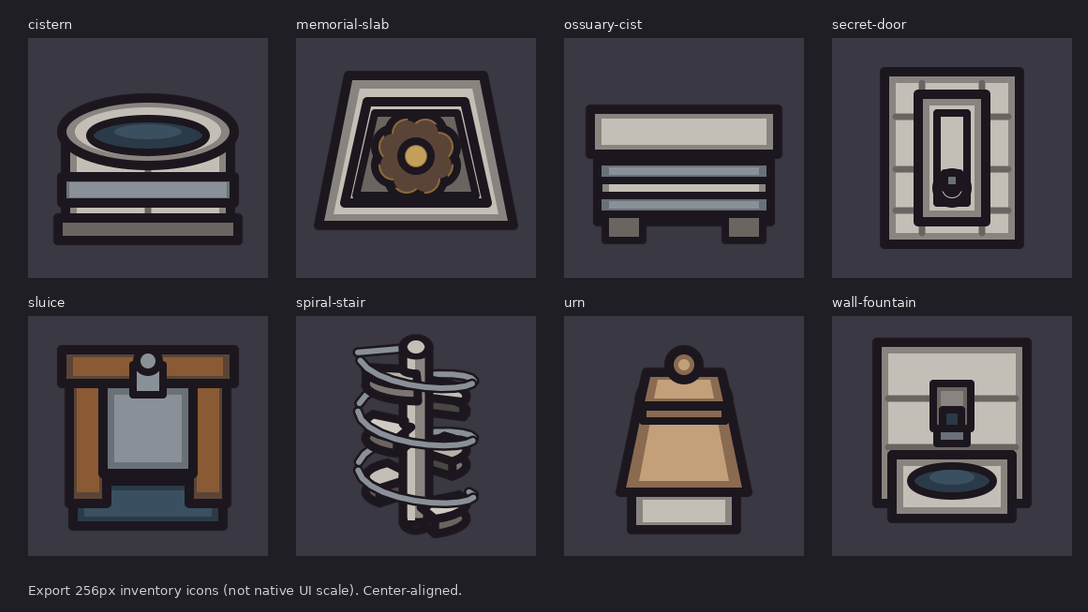 cistern
memorial-slab
ossuary-cist
secret-door
sluice
spiral-stair
urn
wall-fountain
Export 256px inventory icons (not native UI scale). Center-aligned.